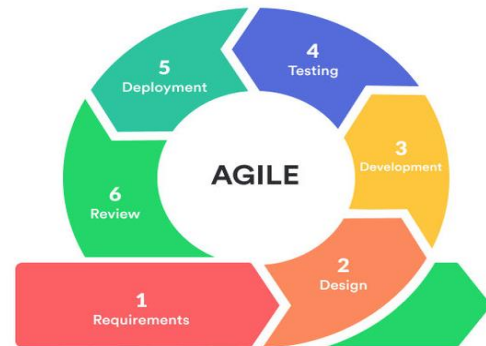 AGILE
1
Requirements
2
Design
3
Development
4
Testing
5
Deployment
6
Review